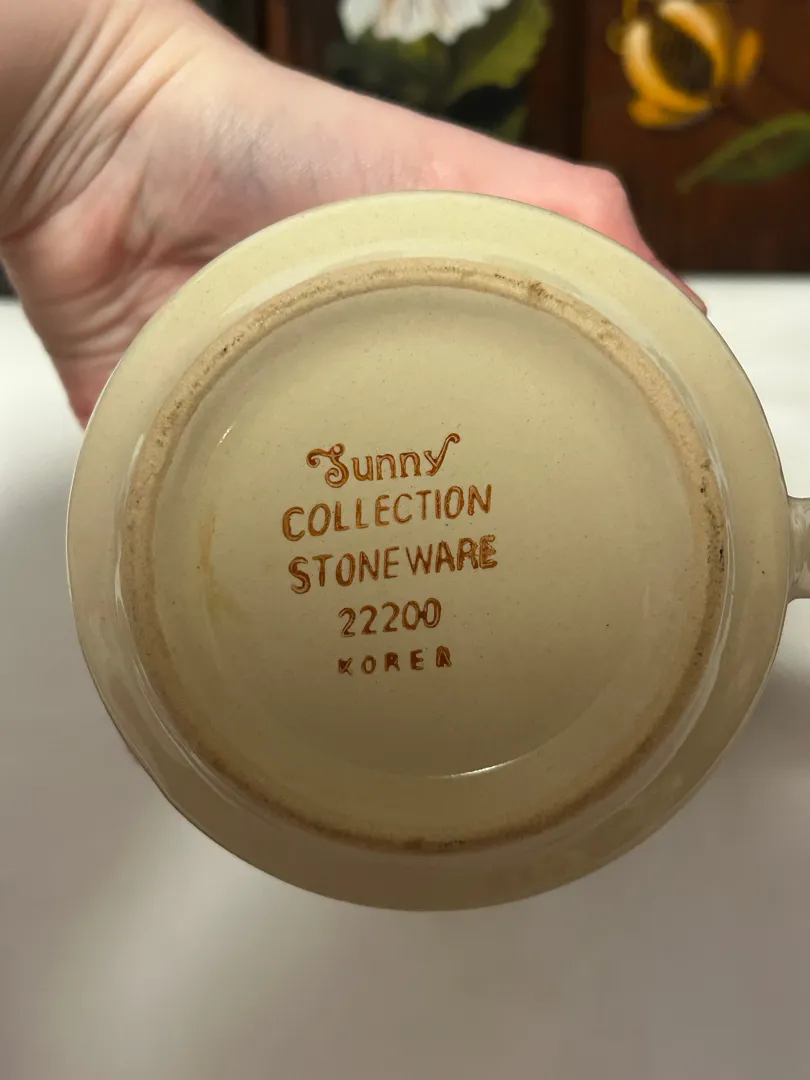 Sunny
COLLECTION
STONEWARE
22200
KOREA